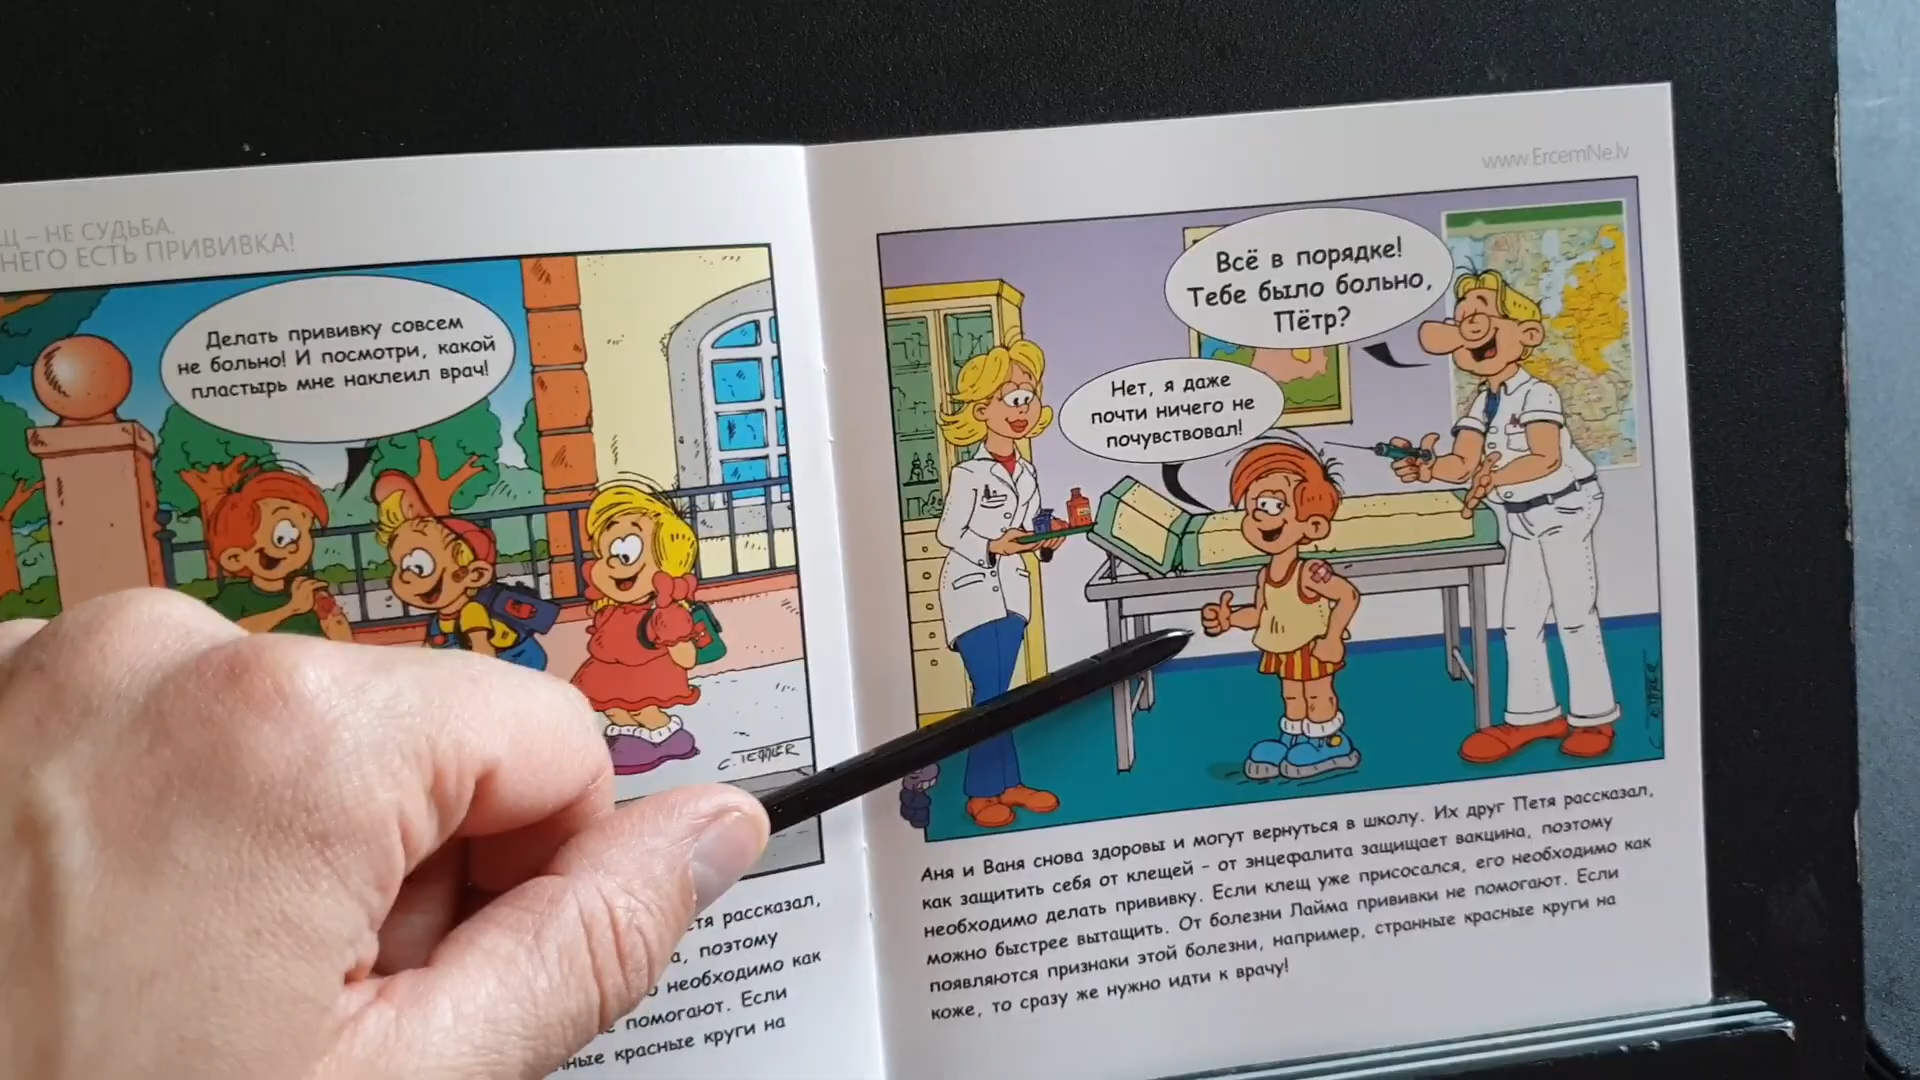 Щ – НЕ СУДЬБА.
НЕГО ЕСТЬ ПРИВИВКА!
Делать прививку совсем
не больно! И посмотри, какой
пластырь мне наклеил врач!
C. TEDDLER
тя рассказал,
а, поэтому
о необходимо как
помогают. Если
ные красные круги на
www.ErcemNe.lv
Всё в порядке!
Тебе было больно,
Пётр?
Нет, я даже
почти ничего не
почувствовал!
Аня и Ваня снова здоровы и могут вернуться в школу. Их друг Петя рассказал,
как защитить себя от клещей – от энцефалита защищает вакцина, поэтому
необходимо делать прививку. Если клещ уже присосался, его необходимо как
можно быстрее вытащить. От болезни Лайма прививки не помогают. Если
появляются признаки этой болезни, например, странные красные круги на
коже, то сразу же нужно идти к врачу!